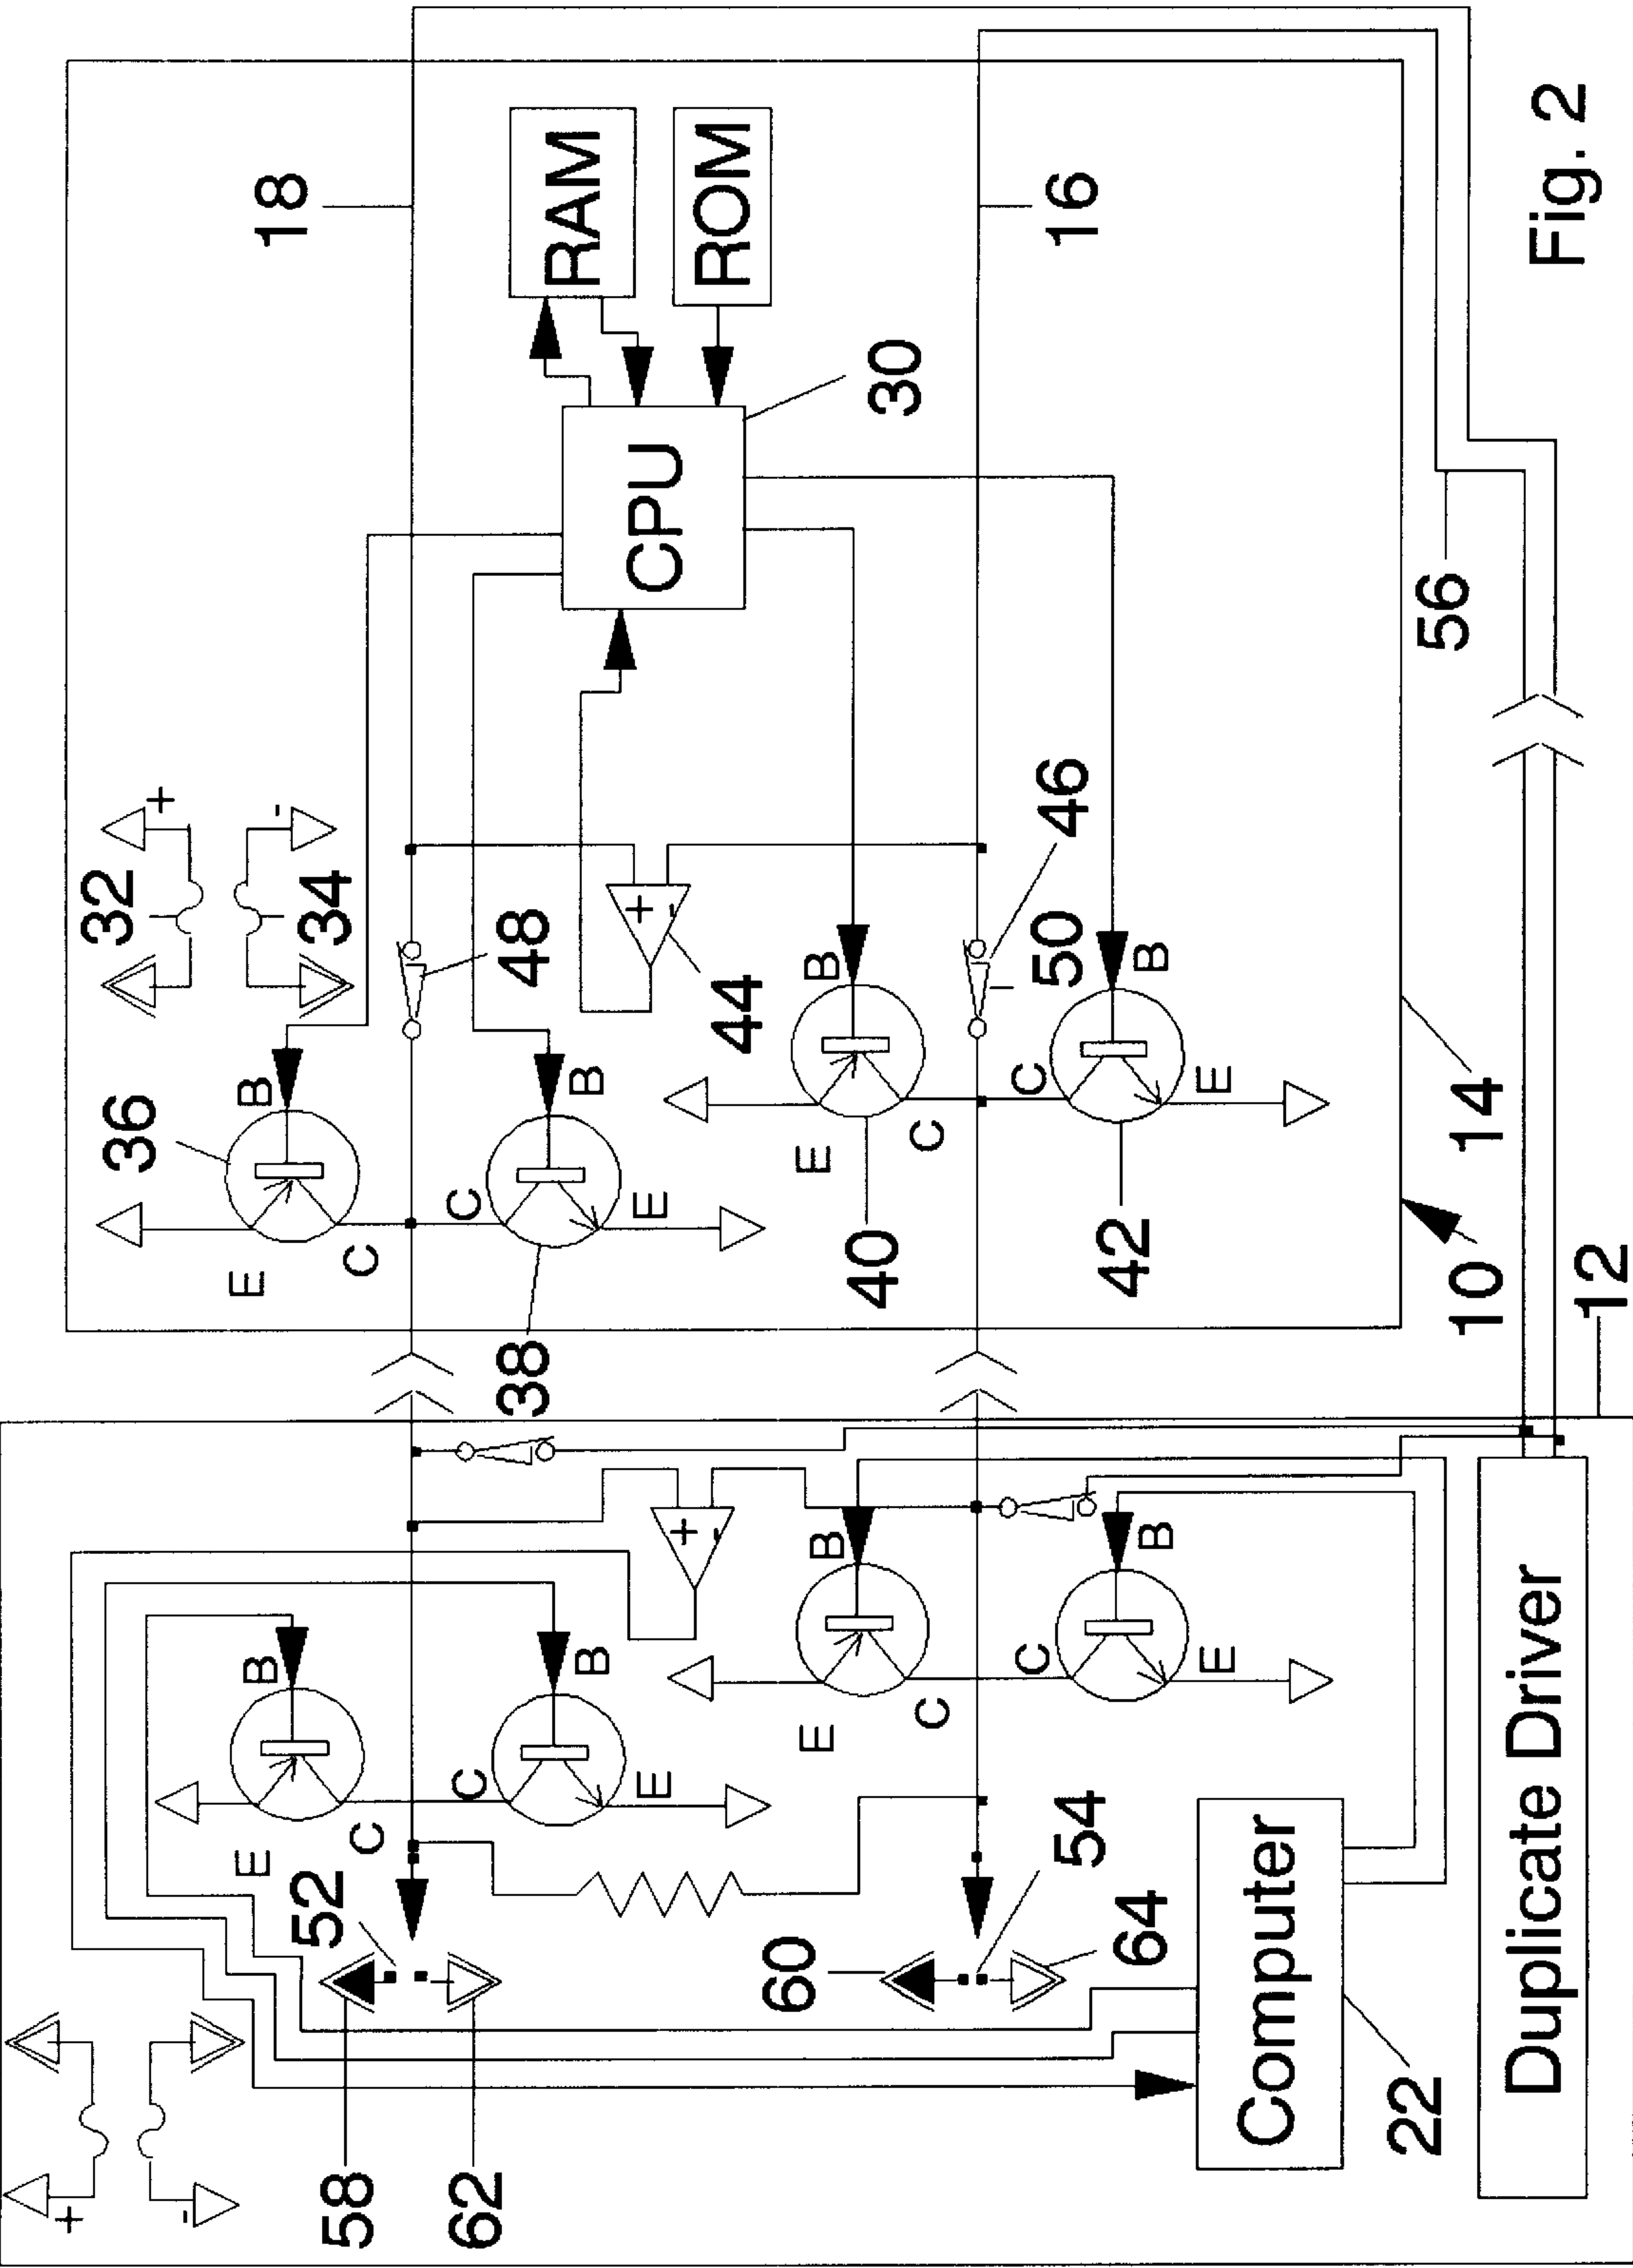 +
32
36
+
-
B
B
18
E
E
-
52
34
58
C
C
C
C
62
38
48
RAM
B
B
E
E
+
-
+
-
CPU
ROM
44
60
E
B
E
B
40
30
C
C
C
C
54
50
46
16
64
42
B
B
E
E
Computer
22
56
10
14
Duplicate Driver
Fig. 2
12